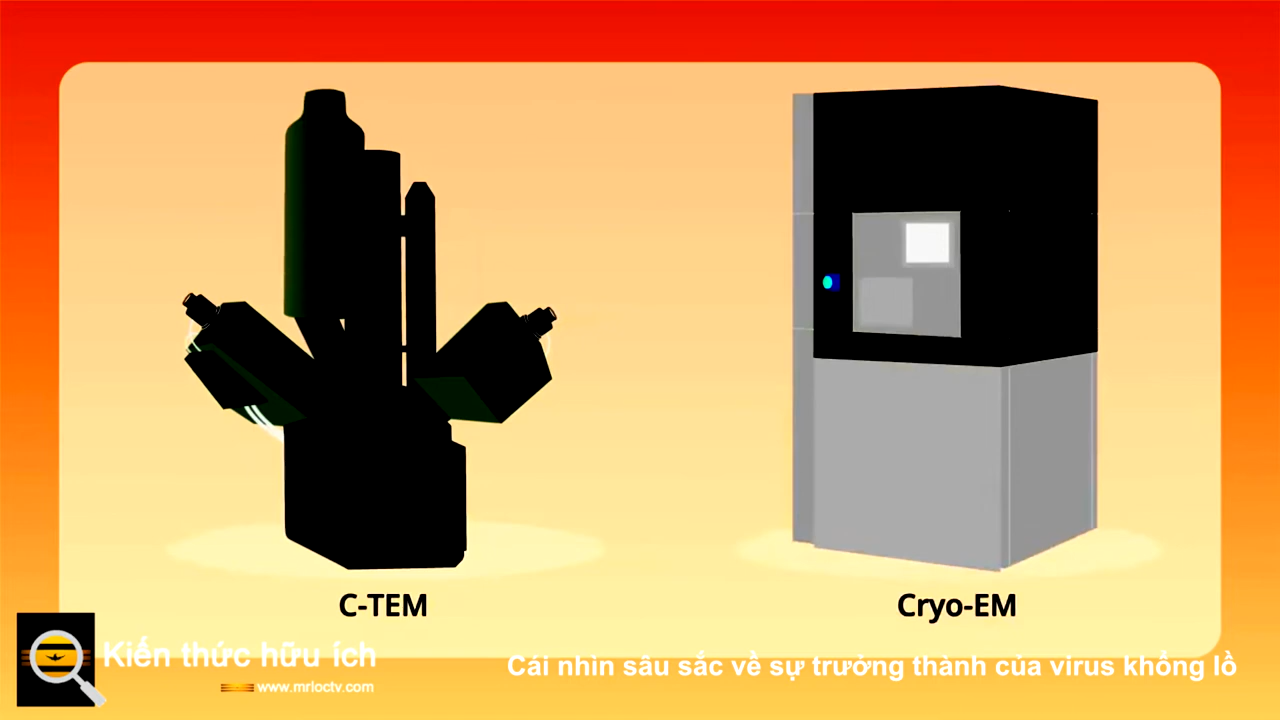 C-TEM
Cryo-EM
Kiến thức hữu ích
www.mrloctv.com
Cái nhìn sâu sắc về sự trưởng thành của virus khổng lồ